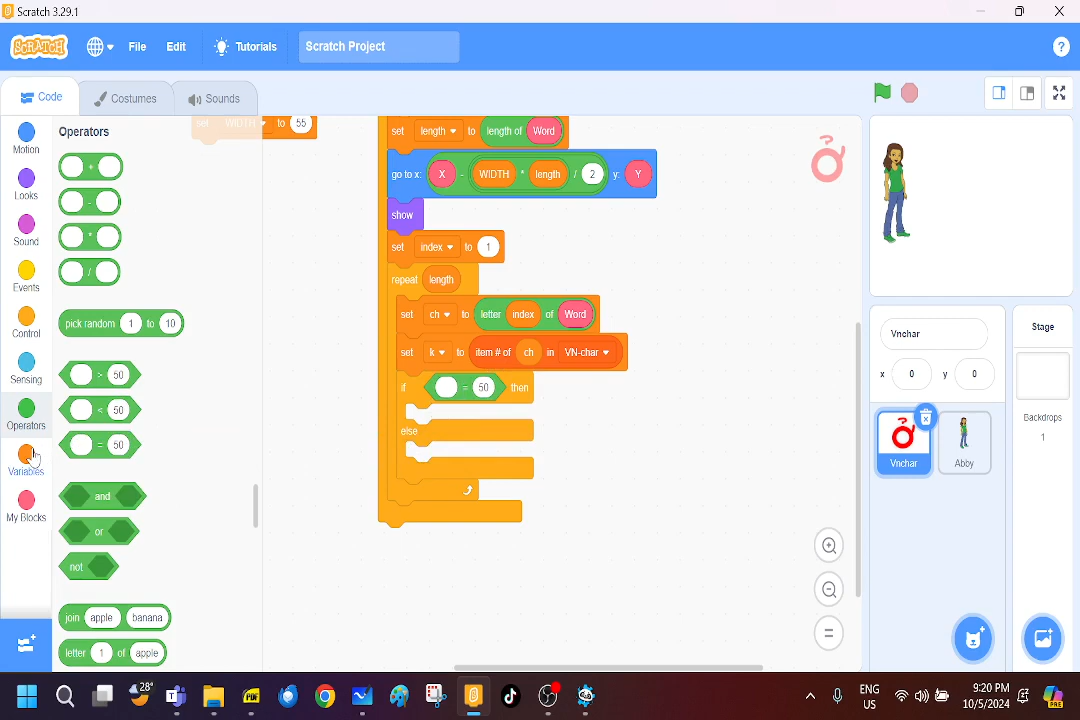 Scratch 3.29.1
SCRATCH File Edit Tutorials Scratch Project
Code Costumes Sounds
Motion
Looks
Sound
Events
Control
Sensing
Operators
Variables
My Blocks
Operators
+
-
*
/
pick random 1 to 10
> 50
< 50
= 50
and
or
not
join apple banana
letter 1 of apple
set WIDTH to 55
set length to length of Word
go to x: X - WIDTH * length / 2 y: Y
show
set index to 1
repeat length
set ch to letter index of Word
set k to item # of ch in VN-char
if = 50 then
else
Vnchar
x 0 y 0
Vnchar Abby
Stage
Backdrops
1
28°
PDF
ENG
US
9:20 PM
10/5/2024
PRE